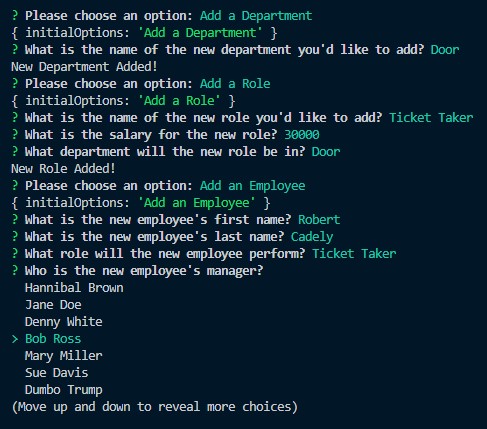 ? Please choose an option: Add a Department
{ initialOptions: 'Add a Department' }
? What is the name of the new department you'd like to add? Door
New Department Added!
? Please choose an option: Add a Role
{ initialOptions: 'Add a Role' }
? What is the name of the new role you'd like to add? Ticket Taker
? What is the salary for the new role? 30000
? What department will the new role be in? Door
New Role Added!
? Please choose an option: Add an Employee
{ initialOptions: 'Add an Employee' }
? What is the new employee's first name? Robert
? What is the new employee's last name? Cadely
? What role will the new employee perform? Ticket Taker
? Who is the new employee's manager?
Hannibal Brown
Jane Doe
Denny White
> Bob Ross
Mary Miller
Sue Davis
Dumbo Trump
(Move up and down to reveal more choices)